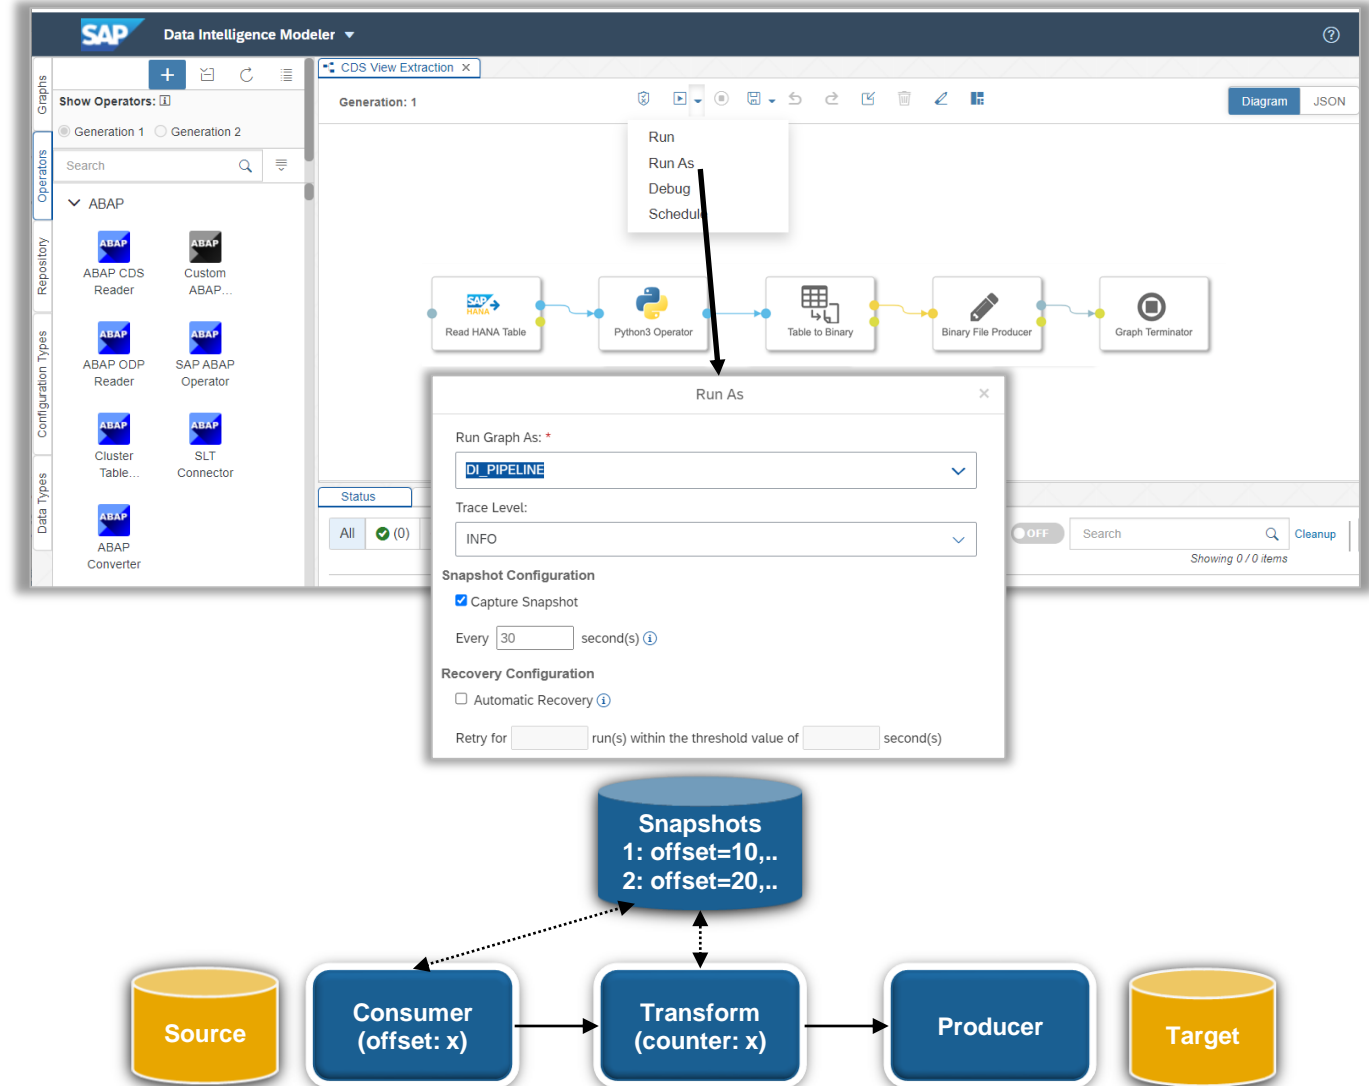 SAP Data Intelligence Modeler
CDS View Extraction ×
Graphs
Operators
Repository
Configuration Types
Data Types
Show Operators:
Generation 1
Generation 2
Search
ABAP
ABAP
ABAP CDS
Reader
ABAP
Custom
ABAP...
ABAP
ABAP ODP
Reader
ABAP
SAP ABAP
Operator
ABAP
Cluster
Table...
ABAP
SLT
Connector
ABAP
ABAP
Converter
Generation: 1
Diagram
JSON
Run
Run As
Debug
Schedule
SAP
HANA
Read HANA Table
Python3 Operator
Table to Binary
Binary File Producer
Graph Terminator
Status
All
(0)
OFF
Search
Cleanup
Showing 0 / 0 items
Run As
Run Graph As: *
DI_PIPELINE
Trace Level:
INFO
Snapshot Configuration
Capture Snapshot
Every 30 second(s)
Recovery Configuration
Automatic Recovery
Retry for run(s) within the threshold value of second(s)
Snapshots
1: offset=10,..
2: offset=20,..
Source
Consumer
(offset: x)
Transform
(counter: x)
Producer
Target